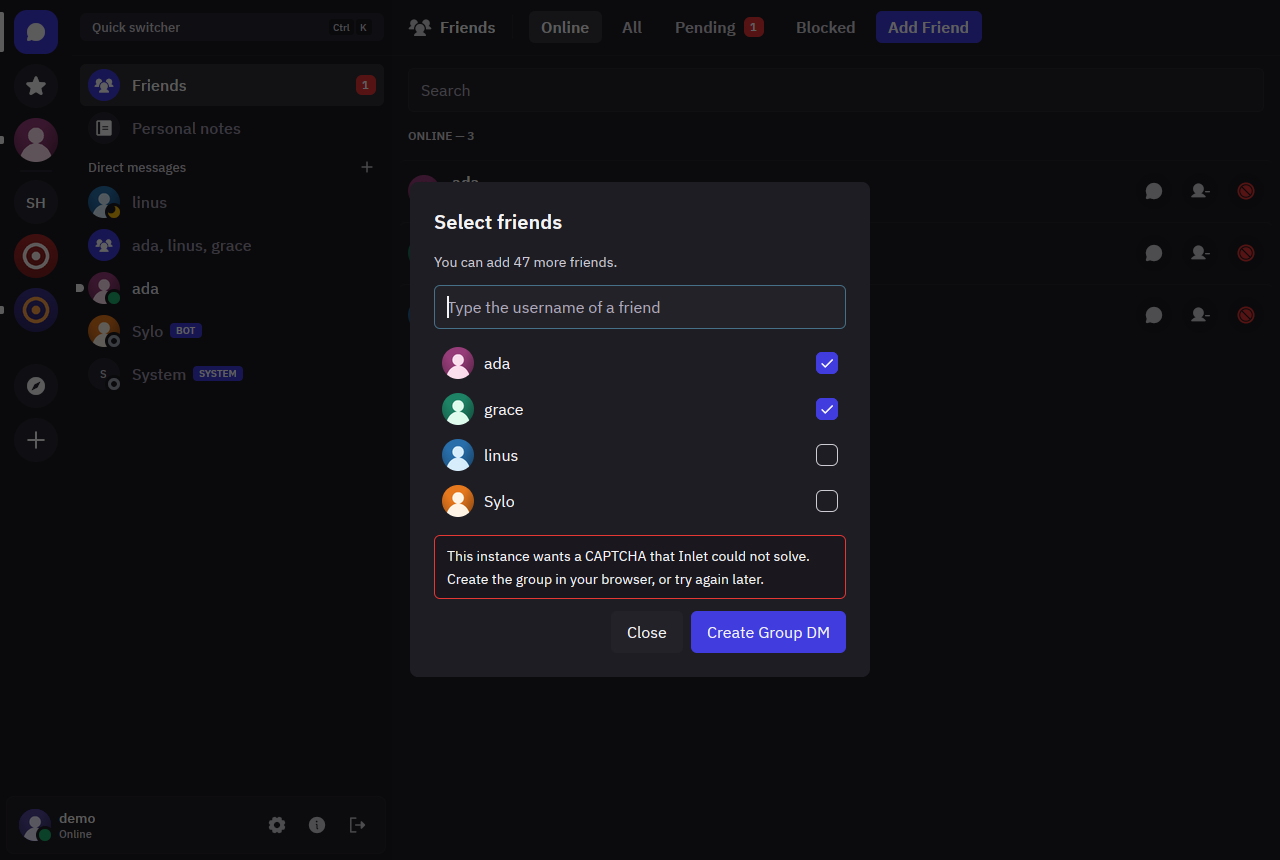 Quick switcher
Ctrl K
Friends
Online
All
Pending 1
Blocked
Add Friend
Friends 1
Personal notes
Direct messages
linus
ada, linus, grace
ada
Sylo BOT
S System SYSTEM
SH
Search
ONLINE — 3
ada
Select friends
You can add 47 more friends.
Type the username of a friend
ada
grace
linus
Sylo
This instance wants a CAPTCHA that Inlet could not solve.
Create the group in your browser, or try again later.
Close
Create Group DM
demo
Online